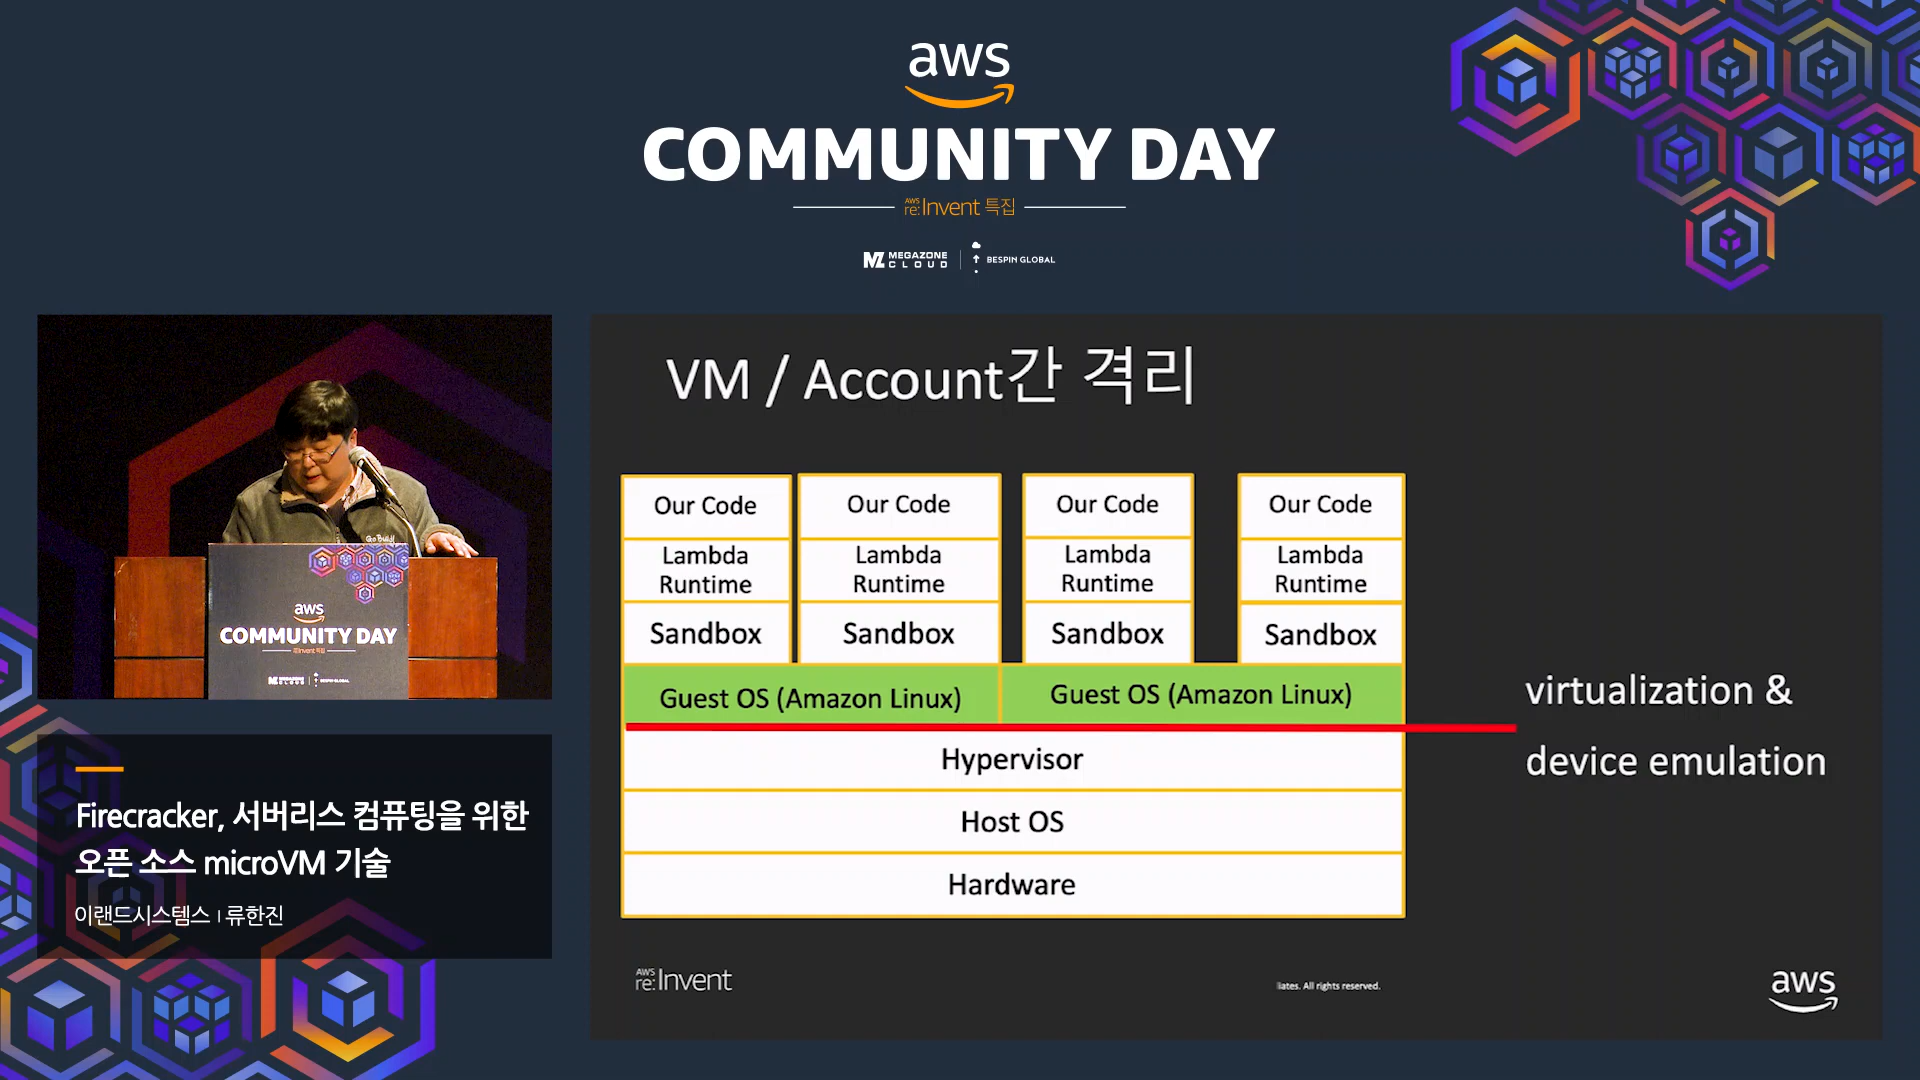 aws
COMMUNITY DAY
AWS re:Invent 특집
MZ MEGAZONE CLOUD
BESPIN GLOBAL
Go Build
aws
COMMUNITY DAY
Firecracker, 서버리스 컴퓨팅을 위한
오픈 소스 microVM 기술
이랜드시스템스 | 류한진
VM / Account간 격리
Our Code
Our Code
Our Code
Our Code
Lambda
Runtime
Lambda
Runtime
Lambda
Runtime
Lambda
Runtime
Sandbox
Sandbox
Sandbox
Sandbox
Guest OS (Amazon Linux)
Guest OS (Amazon Linux)
Hypervisor
Host OS
Hardware
virtualization &
device emulation
AWS re:Invent
liates. All rights reserved.
aws